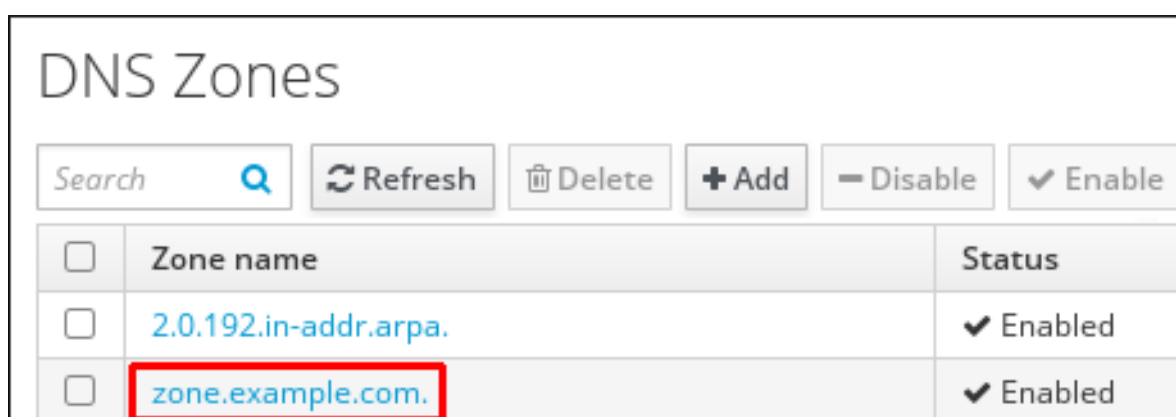 DNS Zones
Search Refresh Delete Add Disable Enable
Zone name Status
2.0.192.in-addr.arpa. Enabled
zone.example.com. Enabled